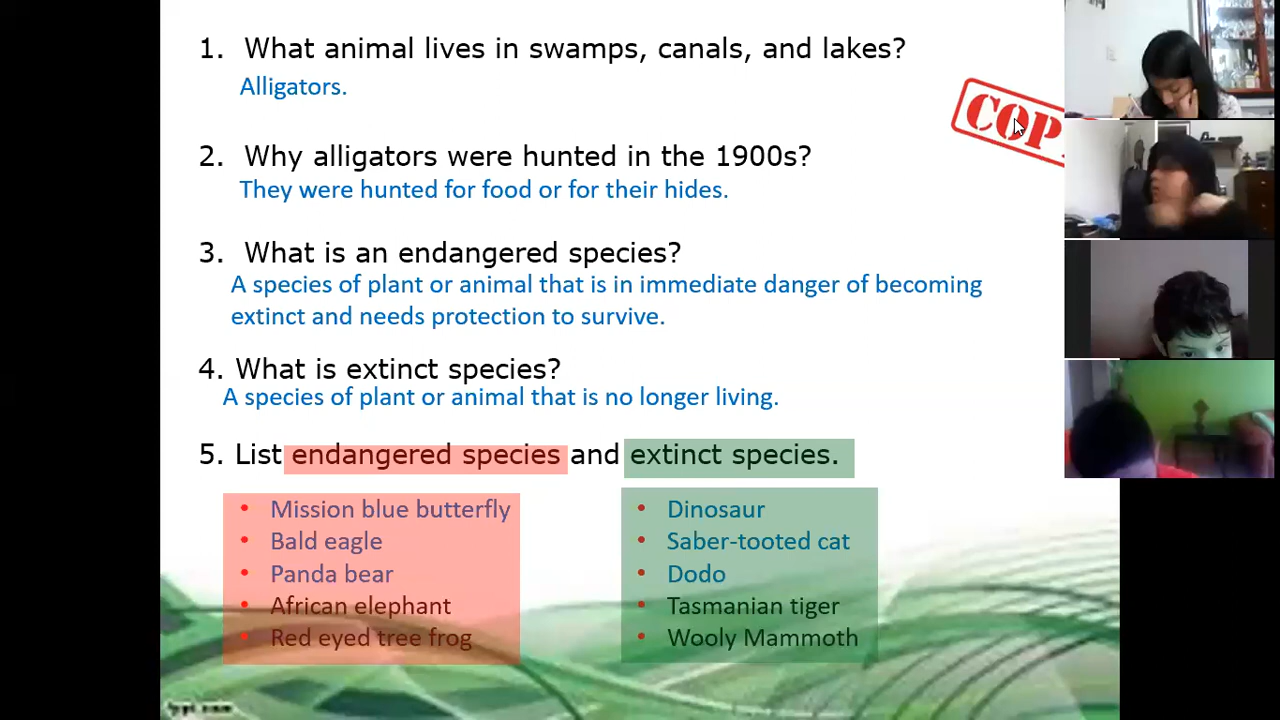 1. What animal lives in swamps, canals, and lakes?
Alligators.
COP
2. Why alligators were hunted in the 1900s?
They were hunted for food or for their hides.
3. What is an endangered species?
A species of plant or animal that is in immediate danger of becoming
extinct and needs protection to survive.
4. What is extinct species?
A species of plant or animal that is no longer living.
5. List endangered species and extinct species.
• Mission blue butterfly
• Bald eagle
• Panda bear
• African elephant
• Red eyed tree frog
• Dinosaur
• Saber-tooted cat
• Dodo
• Tasmanian tiger
• Wooly Mammoth